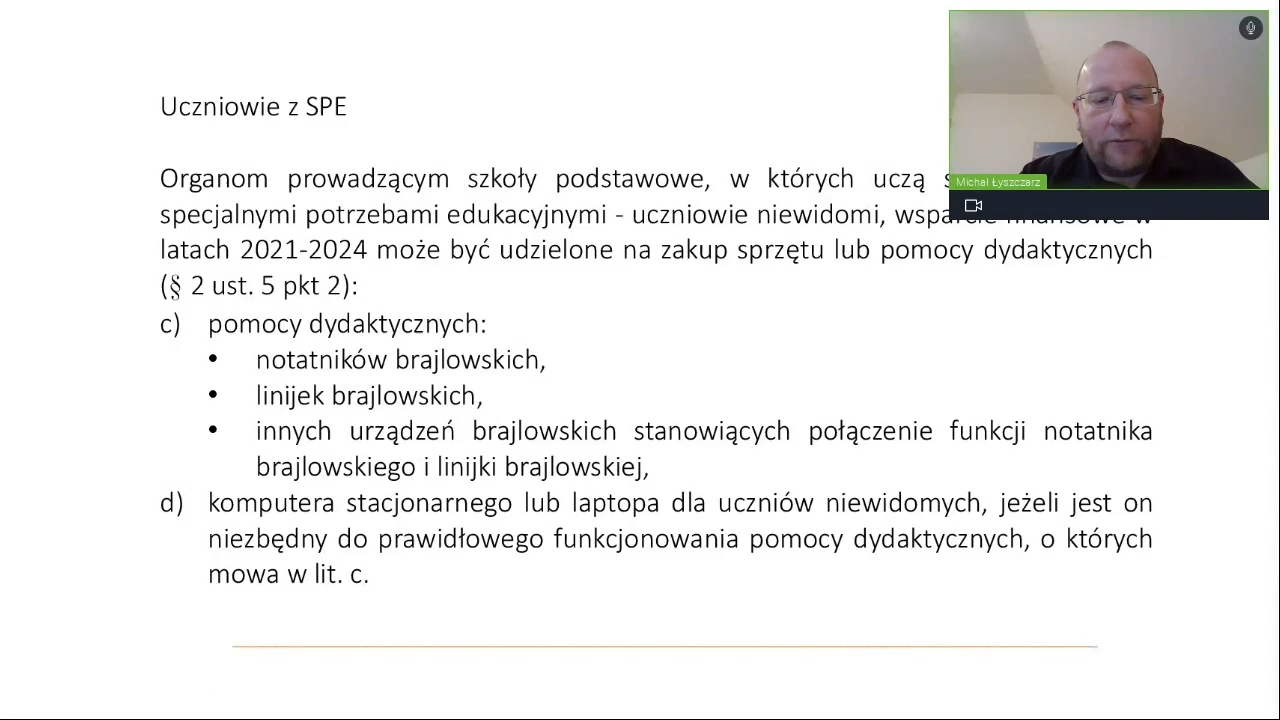 Uczniowie z SPE
Organom prowadzącym szkoły podstawowe, w których uczą
specjalnymi potrzebami edukacyjnymi - uczniowie niewidomi, wsparcie finansowe w
latach 2021-2024 może być udzielone na zakup sprzętu lub pomocy dydaktycznych
(§ 2 ust. 5 pkt 2):
c) pomocy dydaktycznych:
• notatników brajlowskich,
• linijek brajlowskich,
• innych urządzeń brajlowskich stanowiących połączenie funkcji notatnika
brajlowskiego i linijki brajlowskiej,
d) komputera stacjonarnego lub laptopa dla uczniów niewidomych, jeżeli jest on
niezbędny do prawidłowego funkcjonowania pomocy dydaktycznych, o których
mowa w lit. c.
Michał Łyszczarz